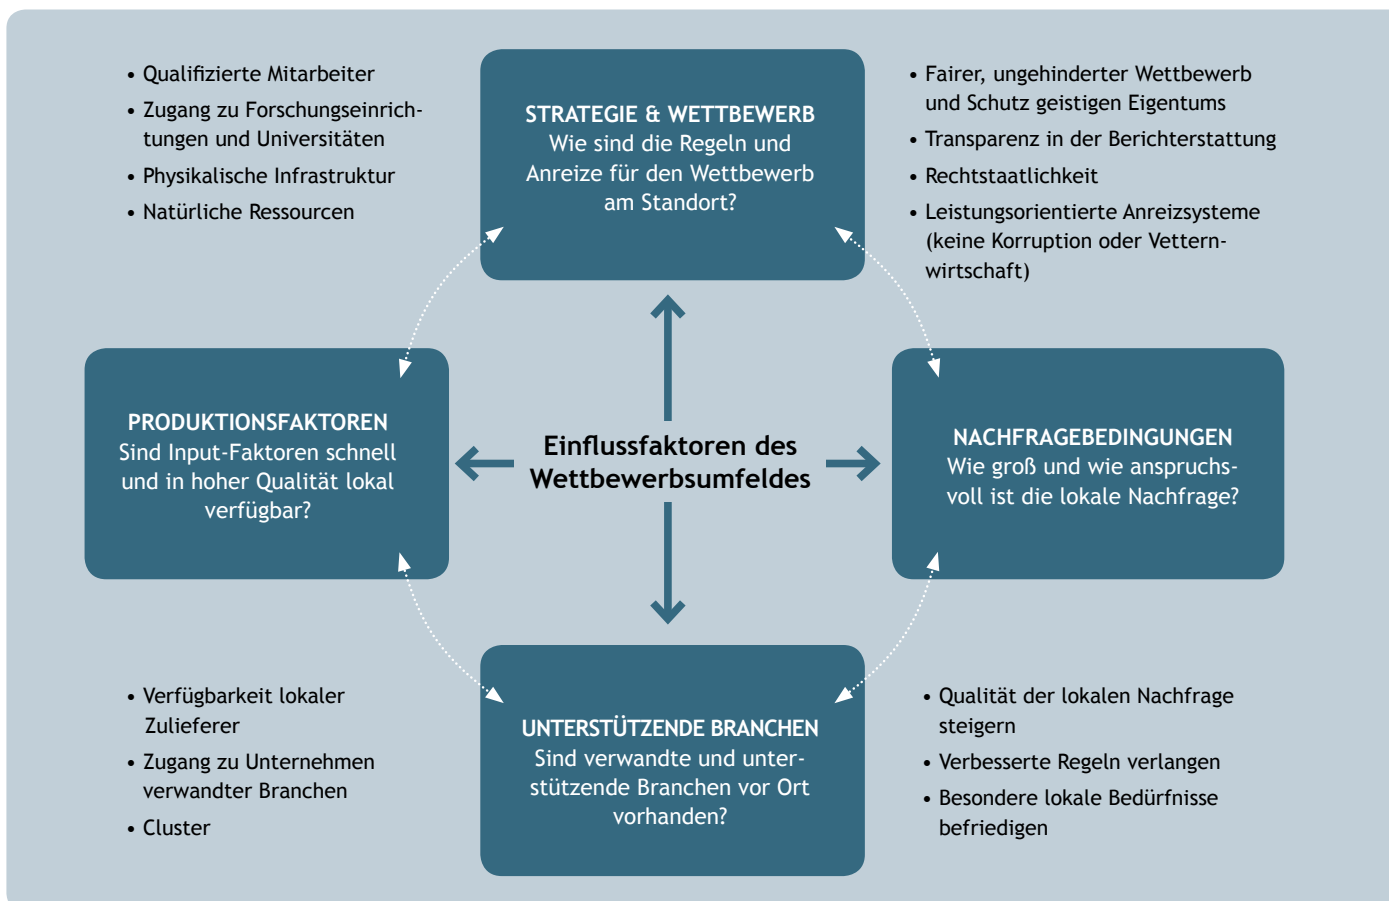 • Qualifizierte Mitarbeiter
• Zugang zu Forschungseinrich-
tungen und Universitäten
• Physikalische Infrastruktur
• Natürliche Ressourcen
STRATEGIE & WETTBEWERB
Wie sind die Regeln und
Anreize für den Wettbewerb
am Standort?
• Fairer, ungehinderter Wettbewerb
und Schutz geistigen Eigentums
• Transparenz in der Berichterstattung
• Rechtstaatlichkeit
• Leistungsorientierte Anreizsysteme
(keine Korruption oder Vettern-
wirtschaft)
PRODUKTIONSFAKTOREN
Sind Input-Faktoren schnell
und in hoher Qualität lokal
verfügbar?
Einflussfaktoren des
Wettbewerbsumfeldes
NACHFRAGEBEDINGUNGEN
Wie groß und wie anspruchs-
voll ist die lokale Nachfrage?
• Verfügbarkeit lokaler
Zulieferer
• Zugang zu Unternehmen
verwandter Branchen
• Cluster
UNTERSTÜTZENDE BRANCHEN
Sind verwandte und unter-
stützende Branchen vor Ort
vorhanden?
• Qualität der lokalen Nachfrage
steigern
• Verbesserte Regeln verlangen
• Besondere lokale Bedürfnisse
befriedigen